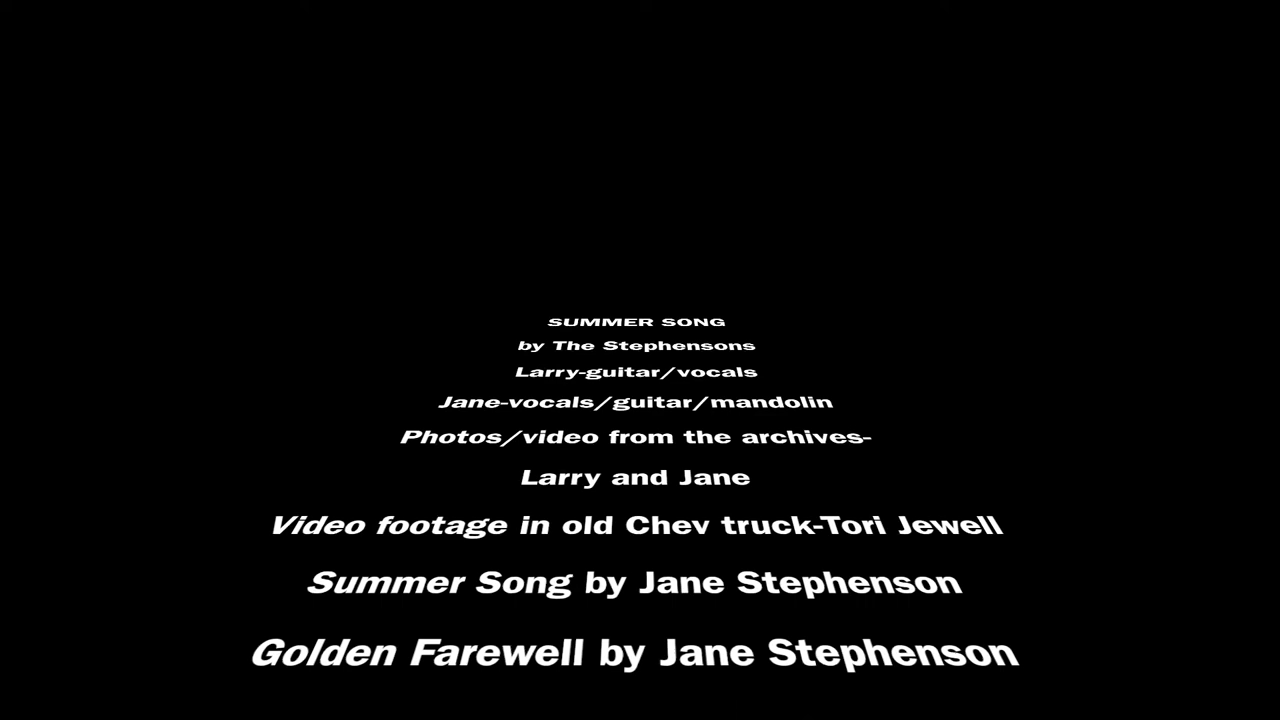 SUMMER SONG
by The Stephensons
Larry-guitar/vocals
Jane-vocals/guitar/mandolin
Photos/video from the archives-
Larry and Jane
Video footage in old Chev truck-Tori Jewell
Summer Song by Jane Stephenson
Golden Farewell by Jane Stephenson